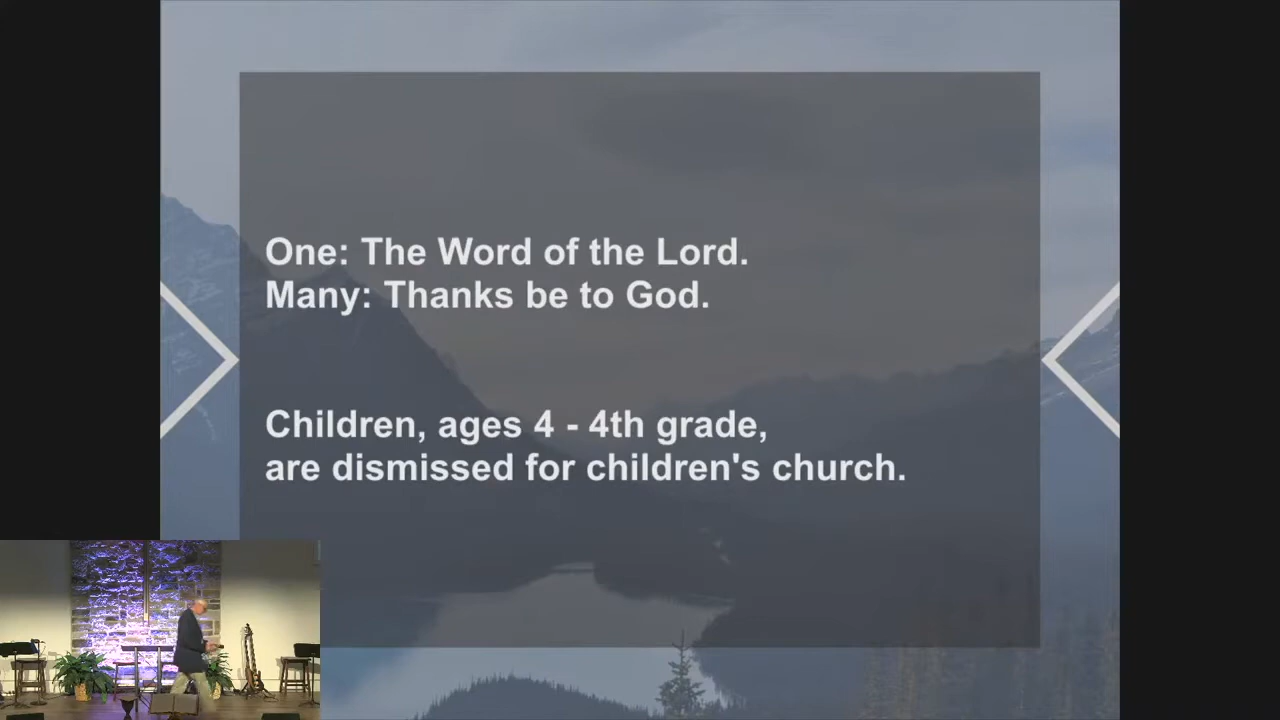 One: The Word of the Lord.
Many: Thanks be to God.
Children, ages 4 - 4th grade,
are dismissed for children's church.